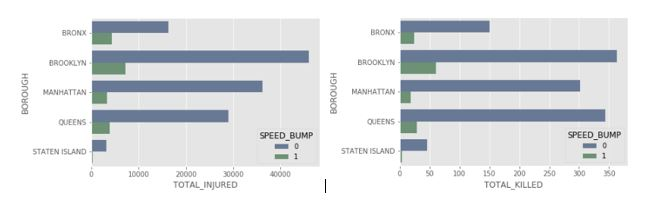 BOROUGH
BRONX
BROOKLYN
MANHATTAN
QUEENS
STATEN ISLAND
SPEED_BUMP
0
1
0 10000 20000 30000 40000
TOTAL_INJURED
BOROUGH
BRONX
BROOKLYN
MANHATTAN
QUEENS
STATEN ISLAND
SPEED_BUMP
0
1
0 50 100 150 200 250 300 350
TOTAL_KILLED